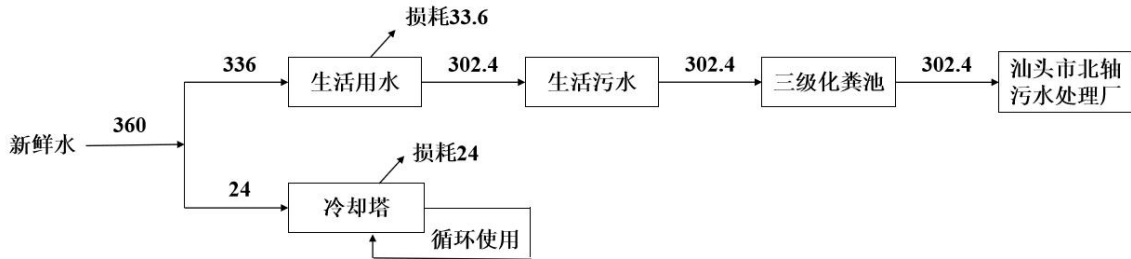 损耗33.6
336
生活用水
302.4
生活污水
302.4
三级化粪池
302.4
汕头市北轴
污水处理厂
新鲜水
360
损耗24
24
冷却塔
循环使用